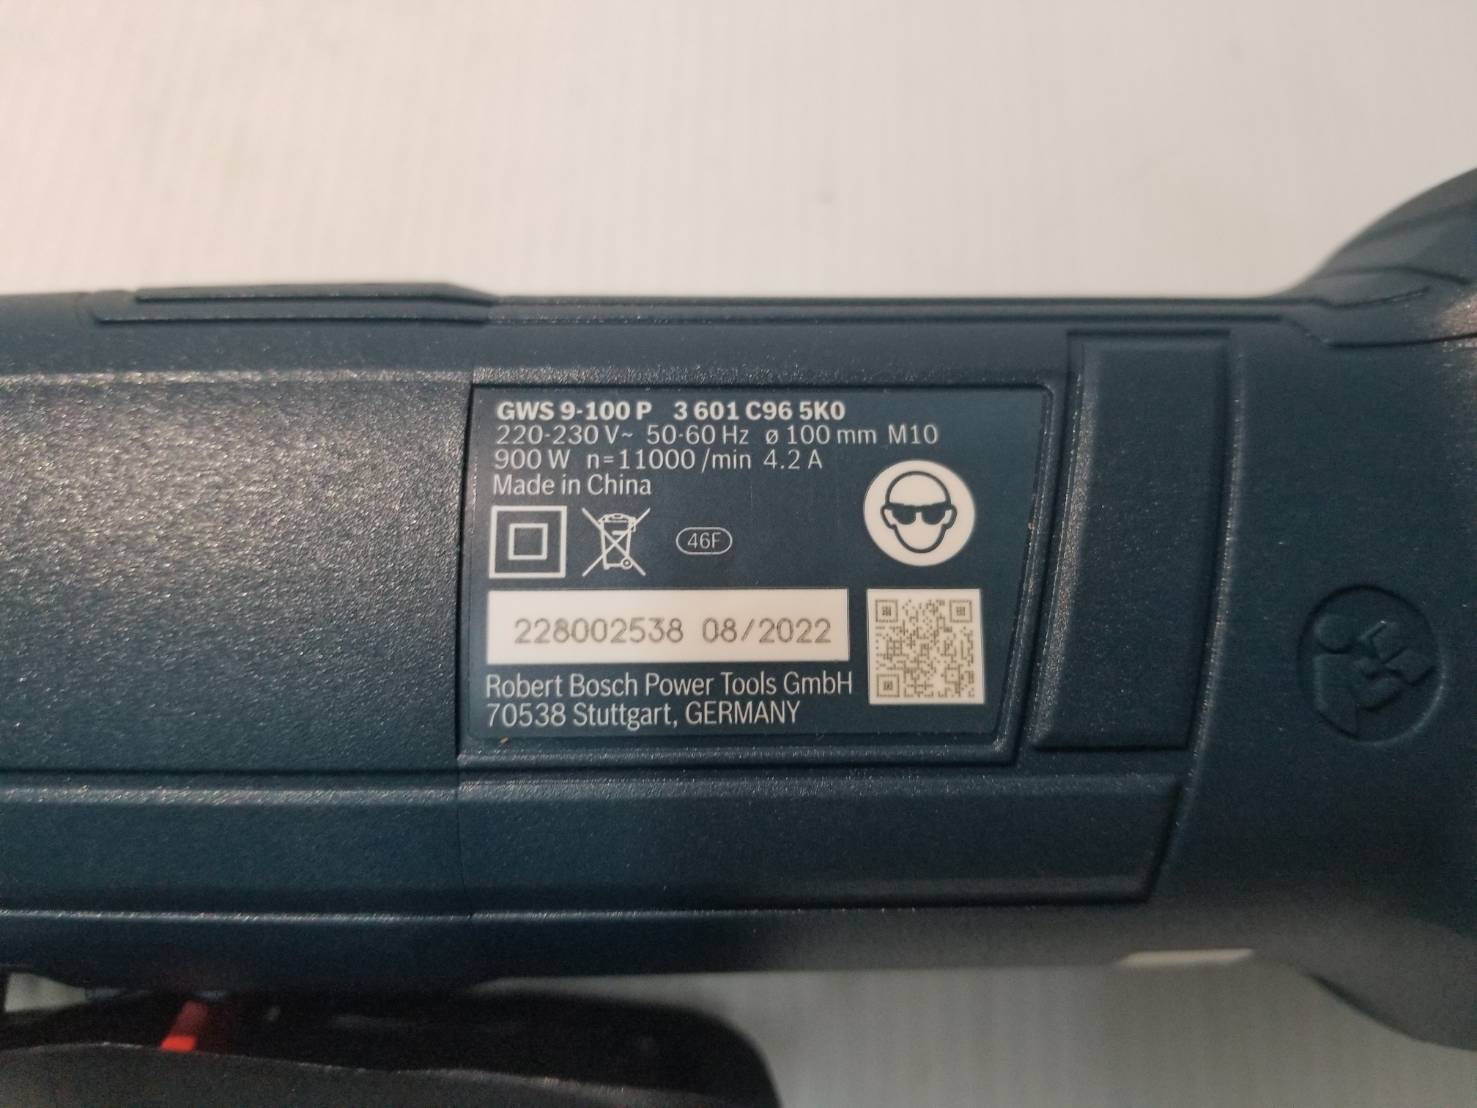 GWS 9-100 P 3 601 C96 5K0
220-230 V~ 50-60 Hz ø 100 mm M10
900 W n=11000 /min 4.2 A
Made in China
46F
228002538 08/2022
Robert Bosch Power Tools GmbH
70538 Stuttgart, GERMANY